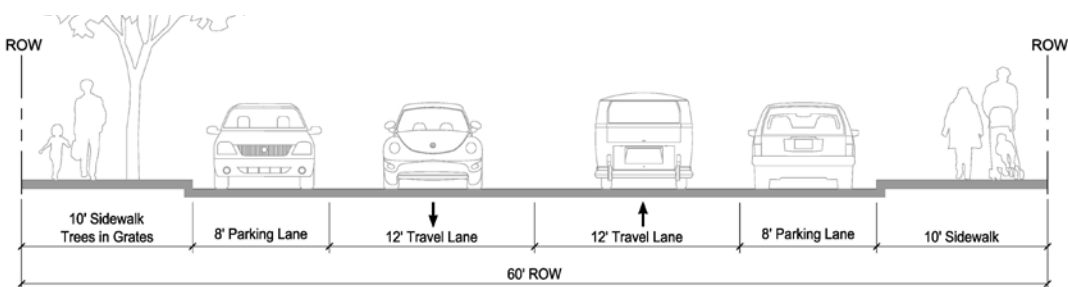 ROW
ROW
10' Sidewalk
Trees in Grates
8' Parking Lane
12' Travel Lane
12' Travel Lane
8' Parking Lane
10' Sidewalk
60' ROW